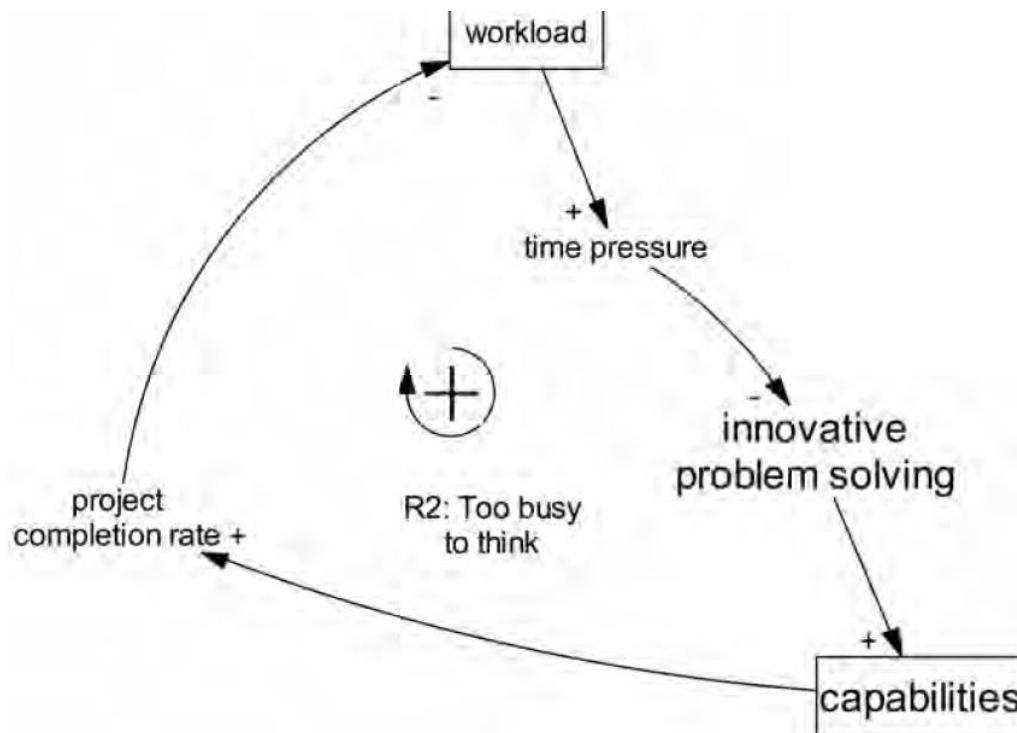 workload
-
+
time pressure
-
innovative
problem solving
+
project
completion rate +
R2: Too busy
to think
+
capabilities